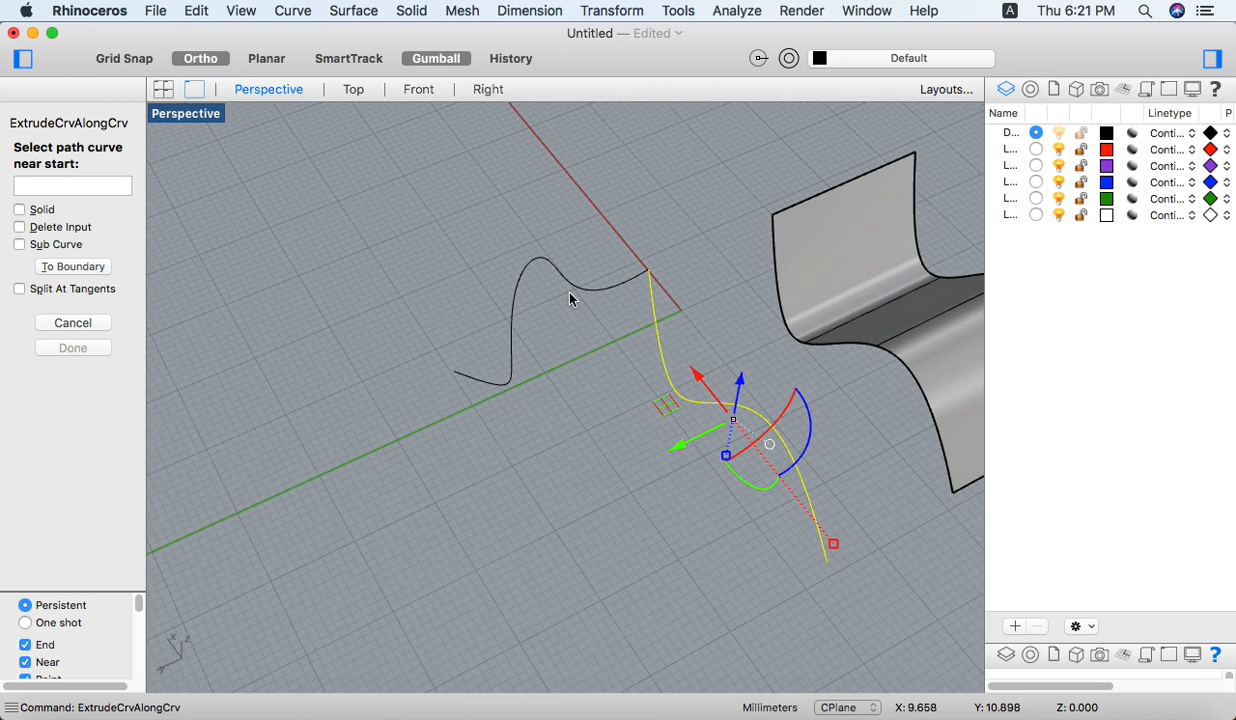 Rhinoceros File Edit View Curve Surface Solid Mesh Dimension Transform Tools Analyze Render Window Help A Thu 6:21 PM
Untitled — Edited
Grid Snap Ortho Planar SmartTrack Gumball History Default
Perspective Top Front Right Layouts...
Perspective
ExtrudeCrvAlongCrv
Select path curve
near start:
Solid
Delete Input
Sub Curve
To Boundary
Split At Tangents
Cancel
Done
Persistent
One shot
End
Near
Point
x z
y
Name Linetype P
D... Conti...
L... Conti...
L... Conti...
L... Conti...
L... Conti...
L... Conti...
Command: ExtrudeCrvAlongCrv Millimeters CPlane X: 9.658 Y: 10.898 Z: 0.000